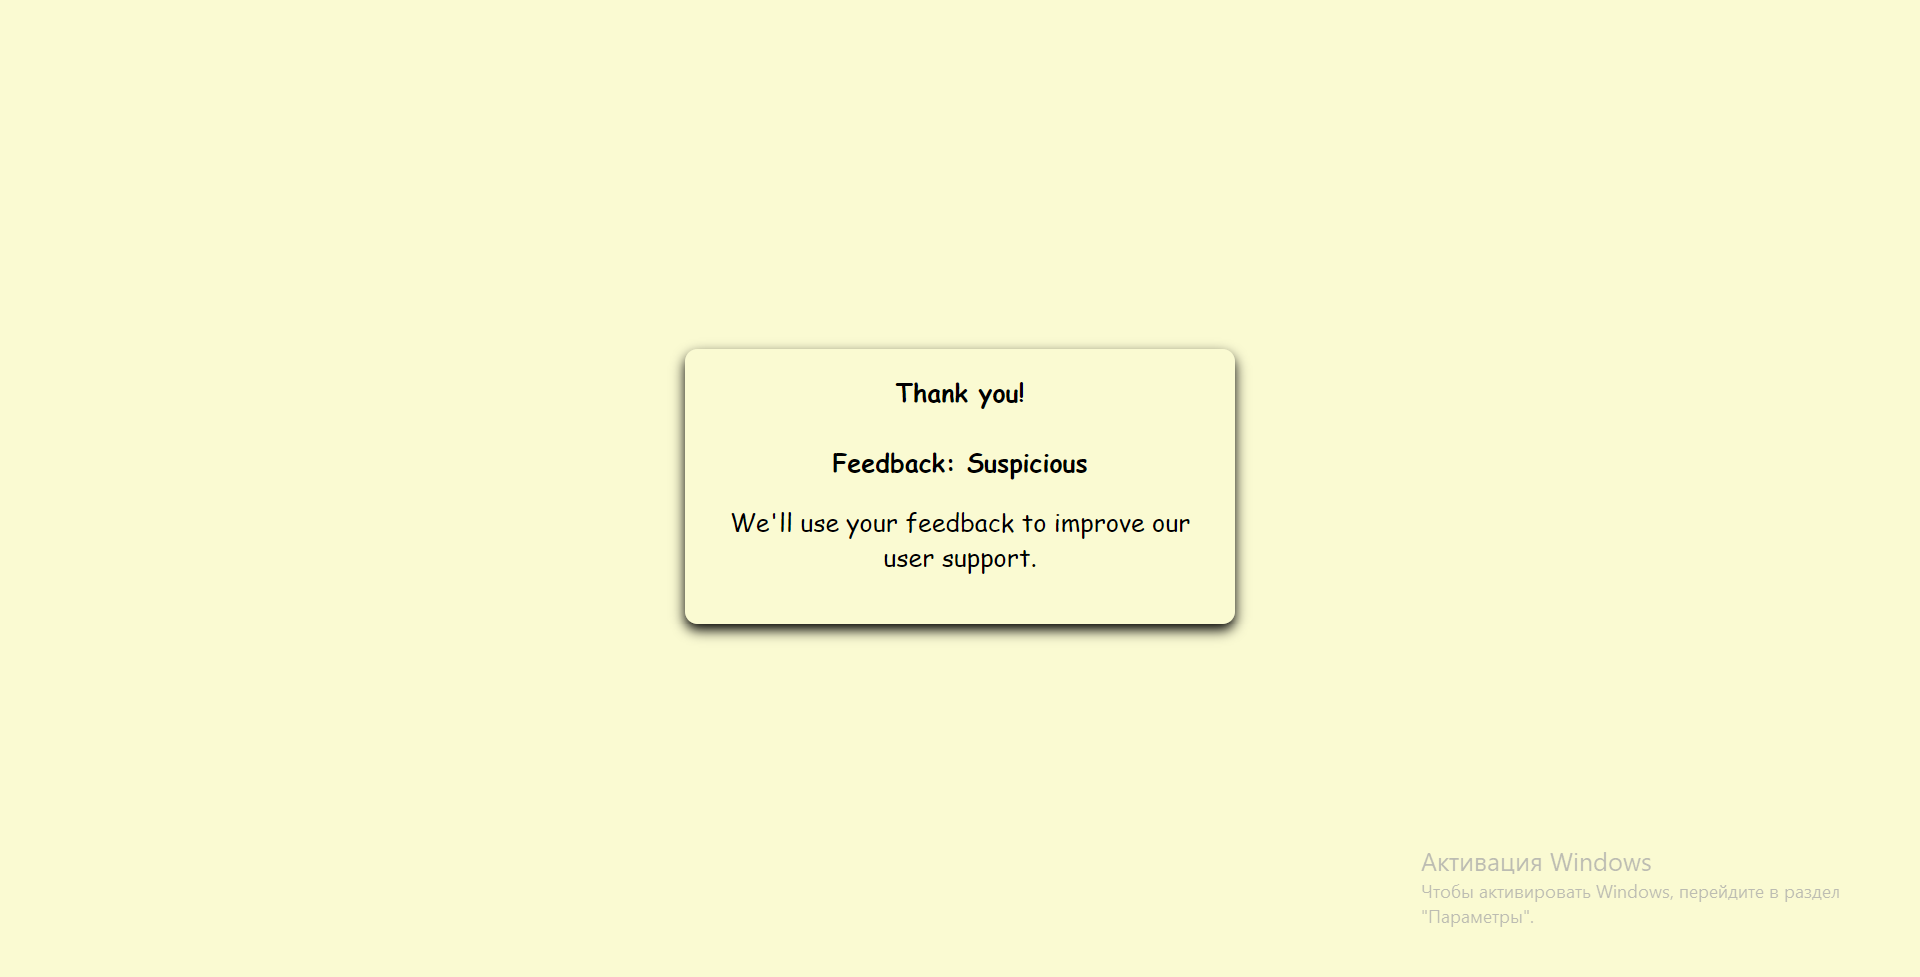 Thank you!
Feedback: Suspicious
We'll use your feedback to improve our
user support.
Активация Windows
Чтобы активировать Windows, перейдите в раздел
"Параметры".